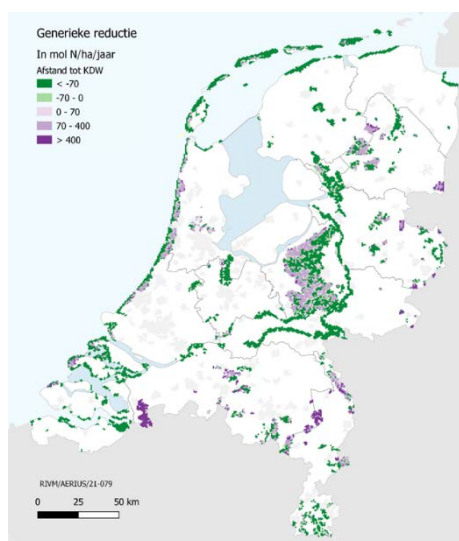 Generieke reductie
In mol N/ha/jaar
Afstand tot KDW
< -70
-70 - 0
0 - 70
70 - 400
> 400
RIVM/AERIUS/21-079
0 25 50 km